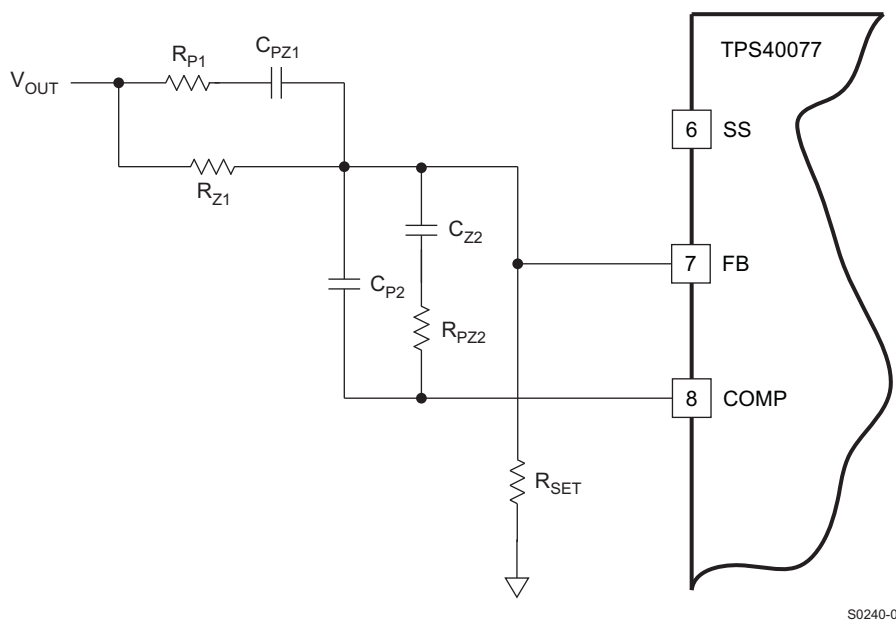 TPS40077
R_P1
C_PZ1
V_OUT
6 SS
R_Z1
C_Z2
7 FB
C_P2
R_PZ2
8 COMP
R_SET
S0240-0